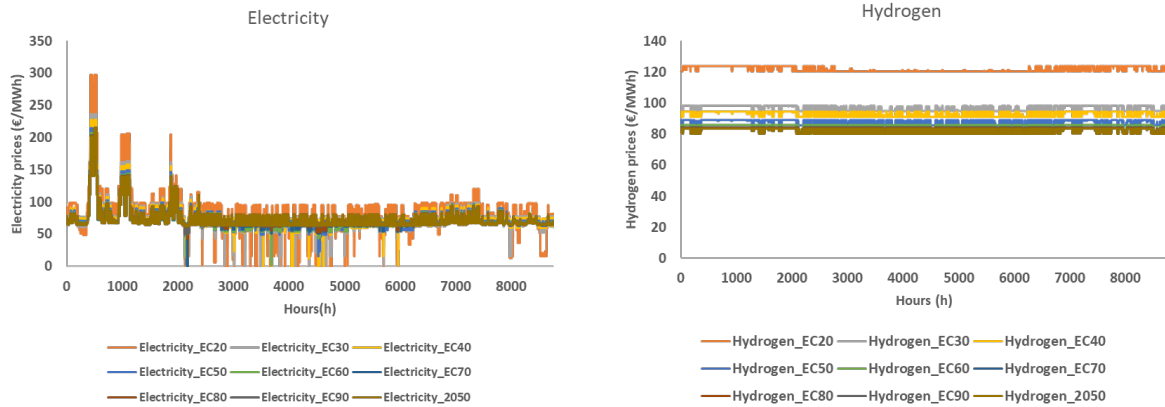 Electricity
350
300
250
200
150
100
50
0
Electricity prices (€/MWh)
0 1000 2000 3000 4000 5000 6000 7000 8000
Hours(h)
Electricity_EC20 Electricity_EC30 Electricity_EC40
Electricity_EC50 Electricity_EC60 Electricity_EC70
Electricity_EC80 Electricity_EC90 Electricity_2050
Hydrogen
140
120
100
80
60
40
20
0
Hydrogen prices (€/MWh)
0 1000 2000 3000 4000 5000 6000 7000 8000
Hours (h)
Hydrogen_EC20 Hydrogen_EC30 Hydrogen_EC40
Hydrogen_EC50 Hydrogen_EC60 Hydrogen_EC70
Hydrogen_EC80 Hydrogen_EC90 Hydrogen_2050